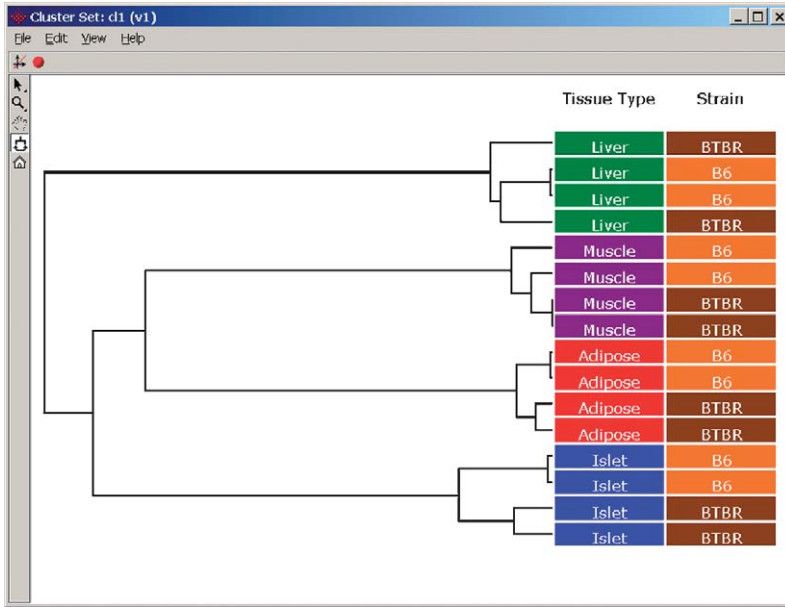 Cluster Set: d1 (v1)
File Edit View Help
Tissue Type Strain
Liver BTBR
Liver B6
Liver B6
Liver BTBR
Muscle B6
Muscle B6
Muscle BTBR
Muscle BTBR
Adipose B6
Adipose B6
Adipose BTBR
Adipose BTBR
Islet B6
Islet B6
Islet BTBR
Islet BTBR